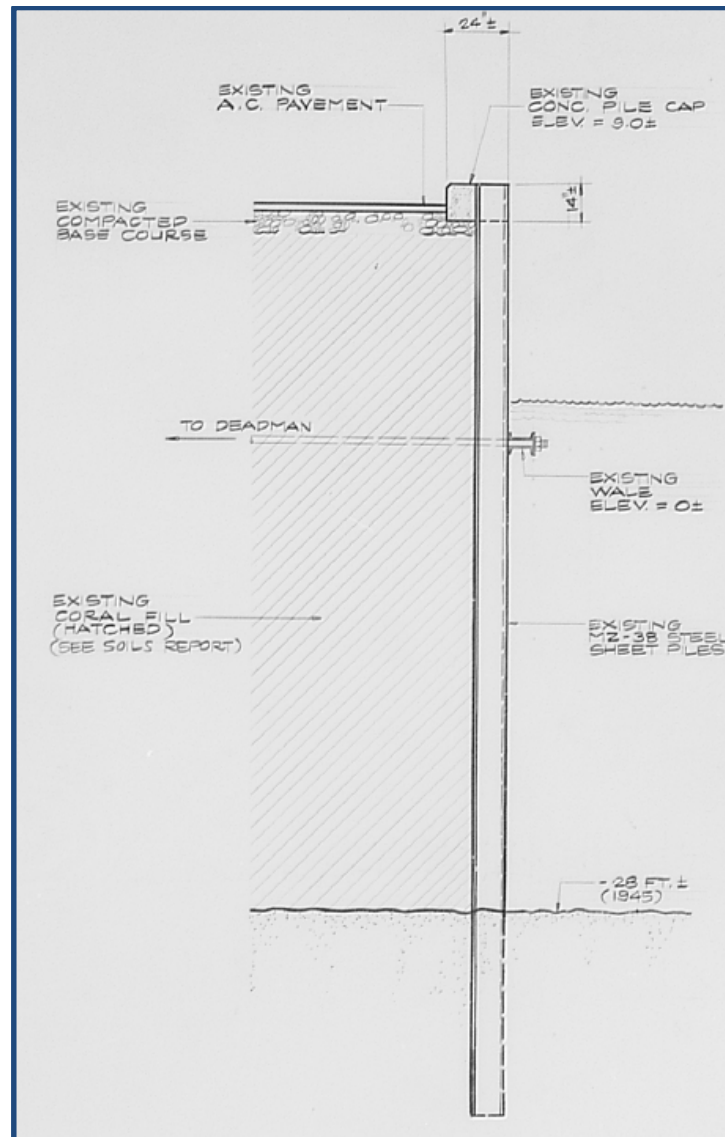 24"±
EXISTING
A.C. PAVEMENT
EXISTING
CONC. PILE CAP
ELEV. = 9.0±
14"±
EXISTING
COMPACTED
BASE COURSE
TO DEADMAN
EXISTING
WALE
ELEV. = 0±
EXISTING
CORAL FILL
(HATCHED)
(SEE SOILS REPORT)
EXISTING
MZ-38 STEEL
SHEET PILES
-28 FT. ±
(1945)